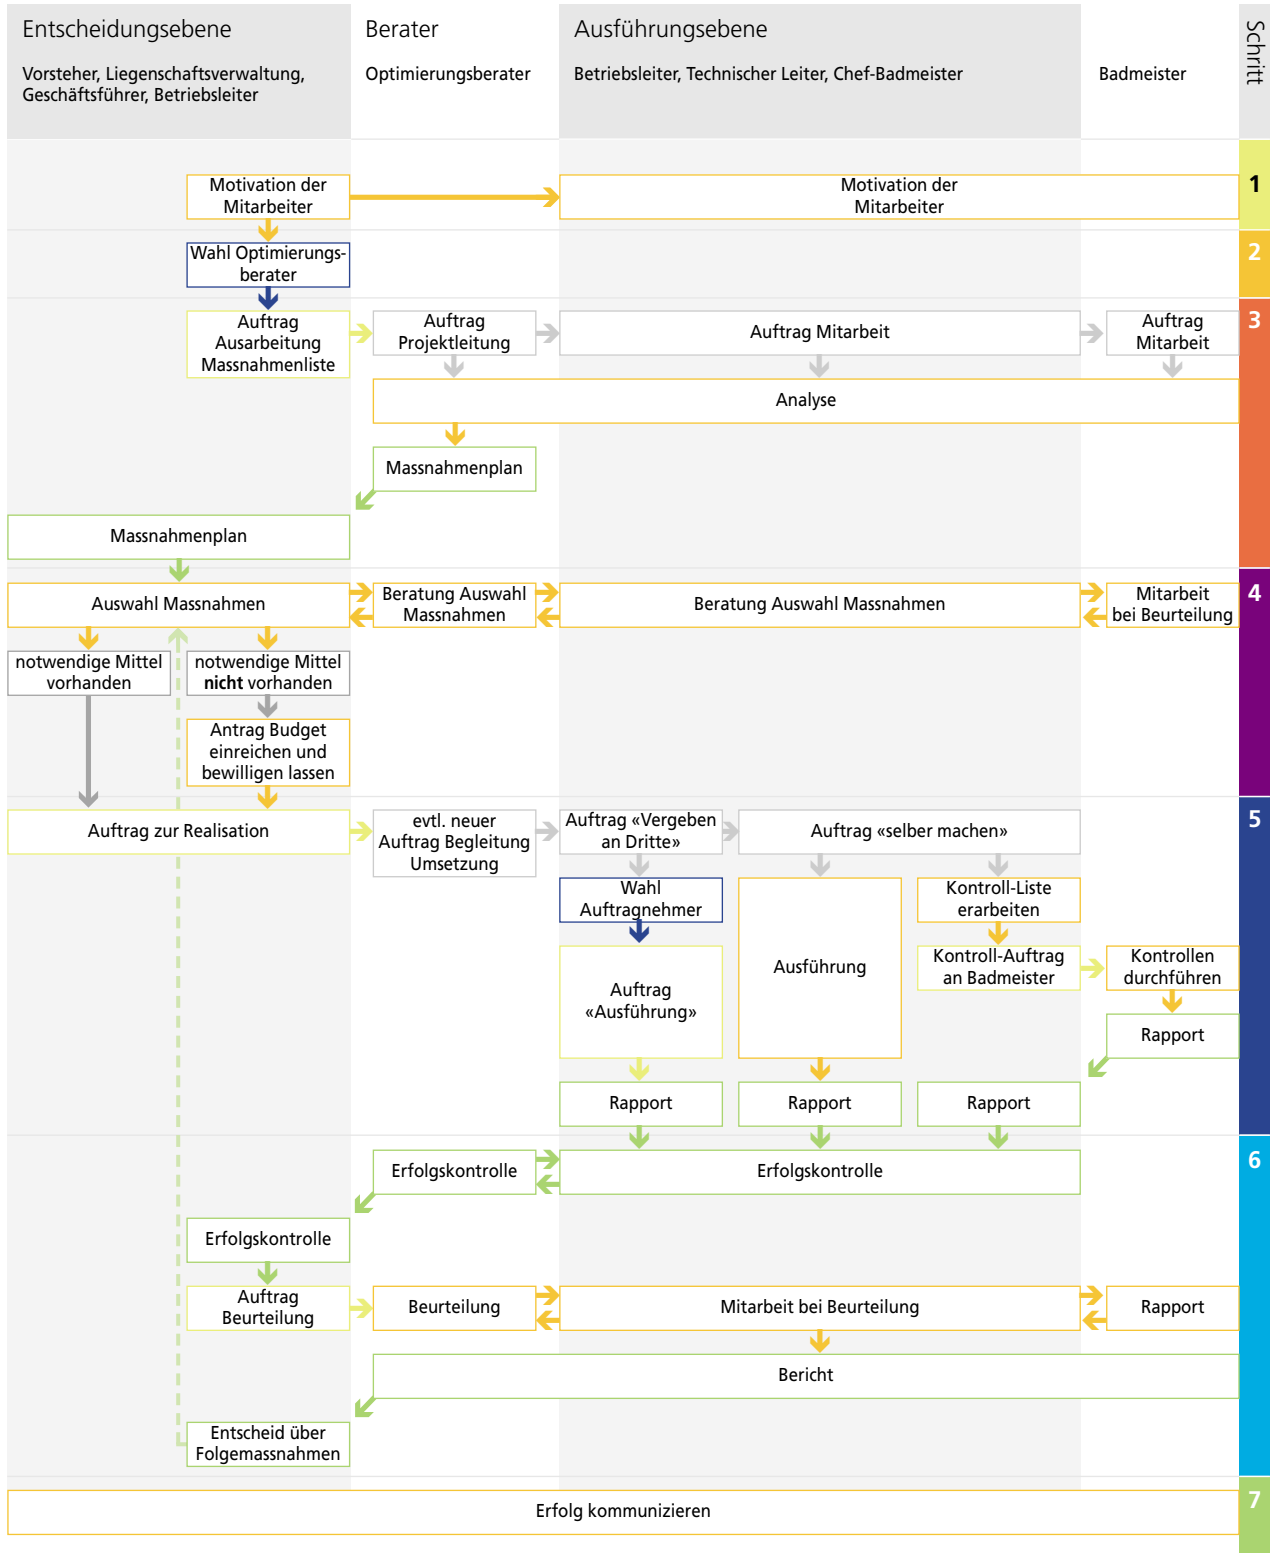 Entscheidungsebene
Vorsteher, Liegenschaftsverwaltung,
Geschäftsführer, Betriebsleiter
Berater
Optimierungsberater
Ausführungsebene
Betriebsleiter, Technischer Leiter, Chef-Badmeister
Badmeister
Schritt
Motivation der
Mitarbeiter
Motivation der
Mitarbeiter
1
Wahl Optimierungs-
berater
2
Auftrag
Ausarbeitung
Massnahmenliste
Auftrag
Projektleitung
Auftrag Mitarbeit
Auftrag
Mitarbeit
3
Analyse
Massnahmenplan
Massnahmenplan
Auswahl Massnahmen
Beratung Auswahl
Massnahmen
Beratung Auswahl Massnahmen
Mitarbeit
bei Beurteilung
4
notwendige Mittel
vorhanden
notwendige Mittel
nicht vorhanden
Antrag Budget
einreichen und
bewilligen lassen
Auftrag zur Realisation
evtl. neuer
Auftrag Begleitung
Umsetzung
Auftrag «Vergeben
an Dritte»
Auftrag «selber machen»
5
Wahl
Auftragnehmer
Ausführung
Kontroll-Liste
erarbeiten
Auftrag
«Ausführung»
Kontroll-Auftrag
an Badmeister
Kontrollen
durchführen
Rapport
Rapport
Rapport
Rapport
Erfolgskontrolle
Erfolgskontrolle
6
Erfolgskontrolle
Auftrag
Beurteilung
Beurteilung
Mitarbeit bei Beurteilung
Rapport
Bericht
Entscheid über
Folgemassnahmen
Erfolg kommunizieren
7